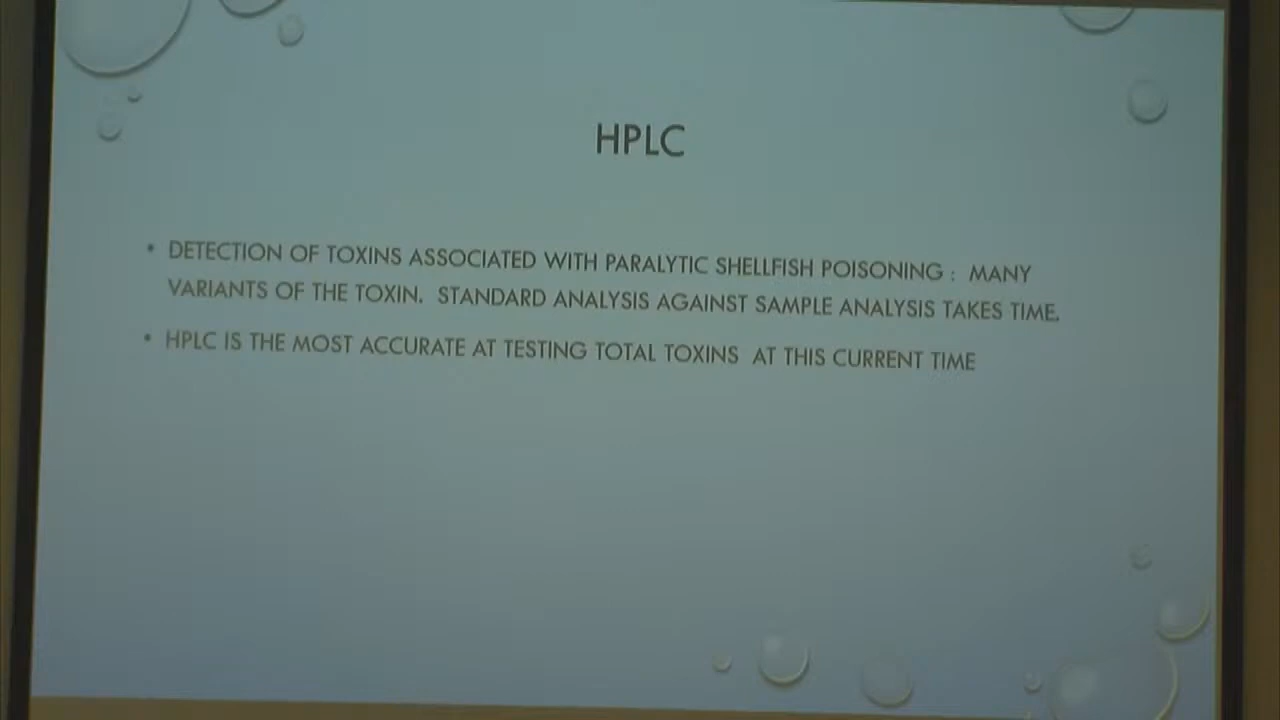 HPLC
• DETECTION OF TOXINS ASSOCIATED WITH PARALYTIC SHELLFISH POISONING : MANY
VARIANTS OF THE TOXIN. STANDARD ANALYSIS AGAINST SAMPLE ANALYSIS TAKES TIME.
• HPLC IS THE MOST ACCURATE AT TESTING TOTAL TOXINS AT THIS CURRENT TIME